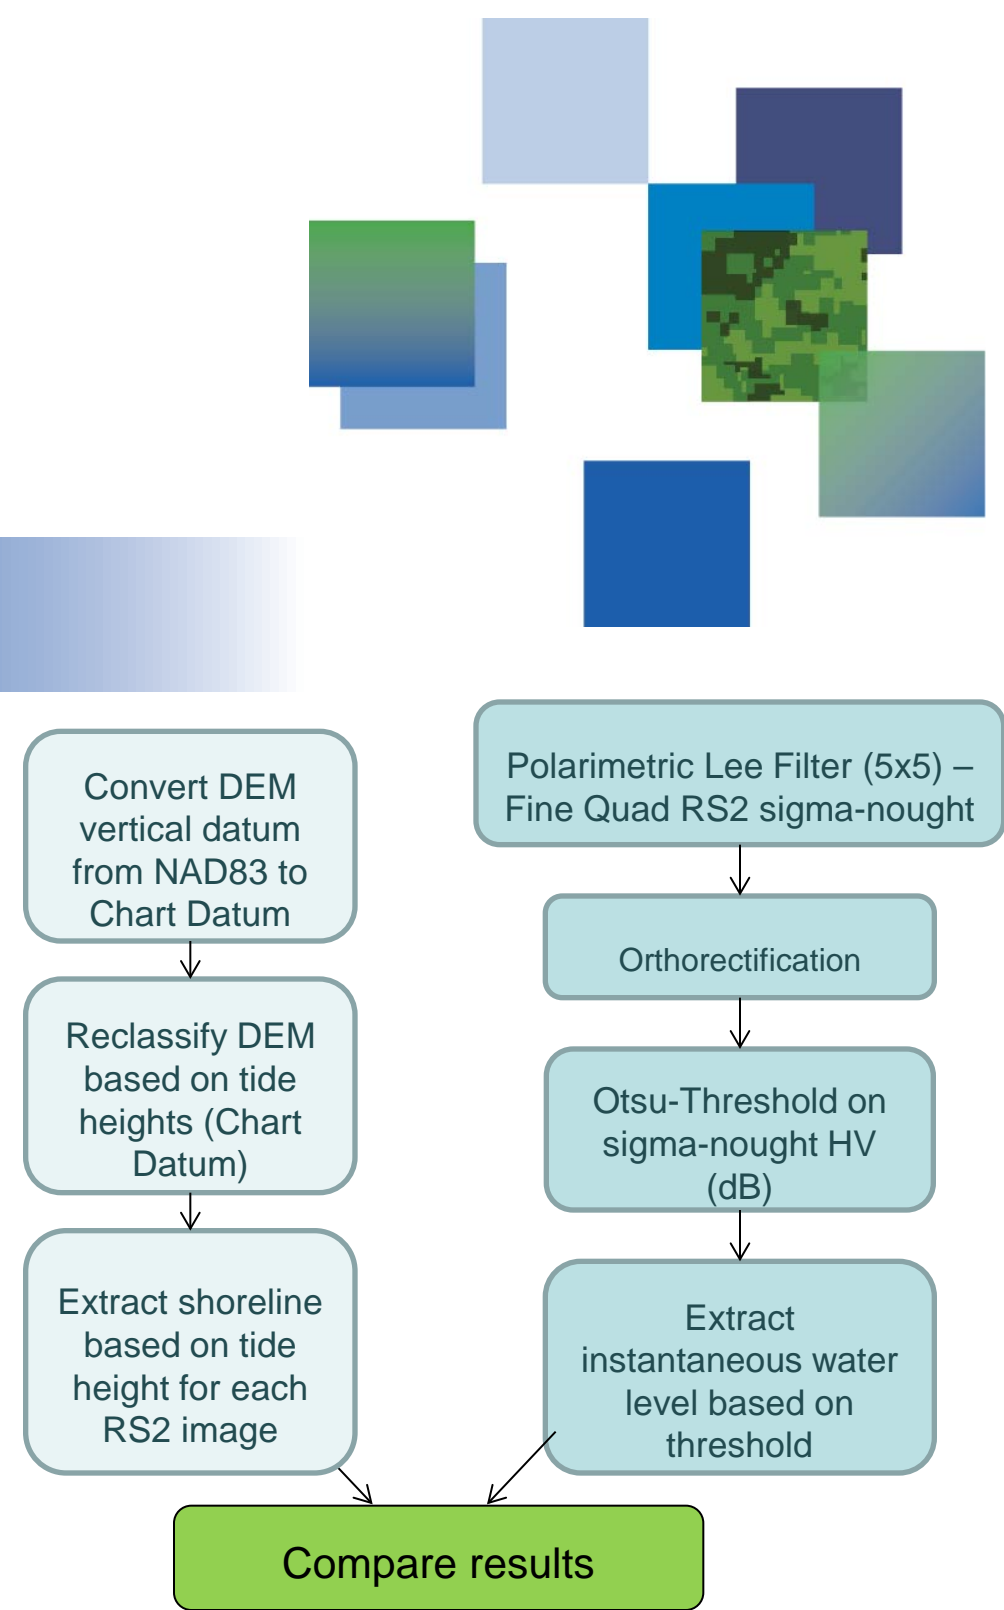 Convert DEM
vertical datum
from NAD83 to
Chart Datum
Reclassify DEM
based on tide
heights (Chart
Datum)
Extract shoreline
based on tide
height for each
RS2 image
Polarimetric Lee Filter (5x5) –
Fine Quad RS2 sigma-nought
Orthorectification
Otsu-Threshold on
sigma-nought HV
(dB)
Extract
instantaneous water
level based on
threshold
Compare results